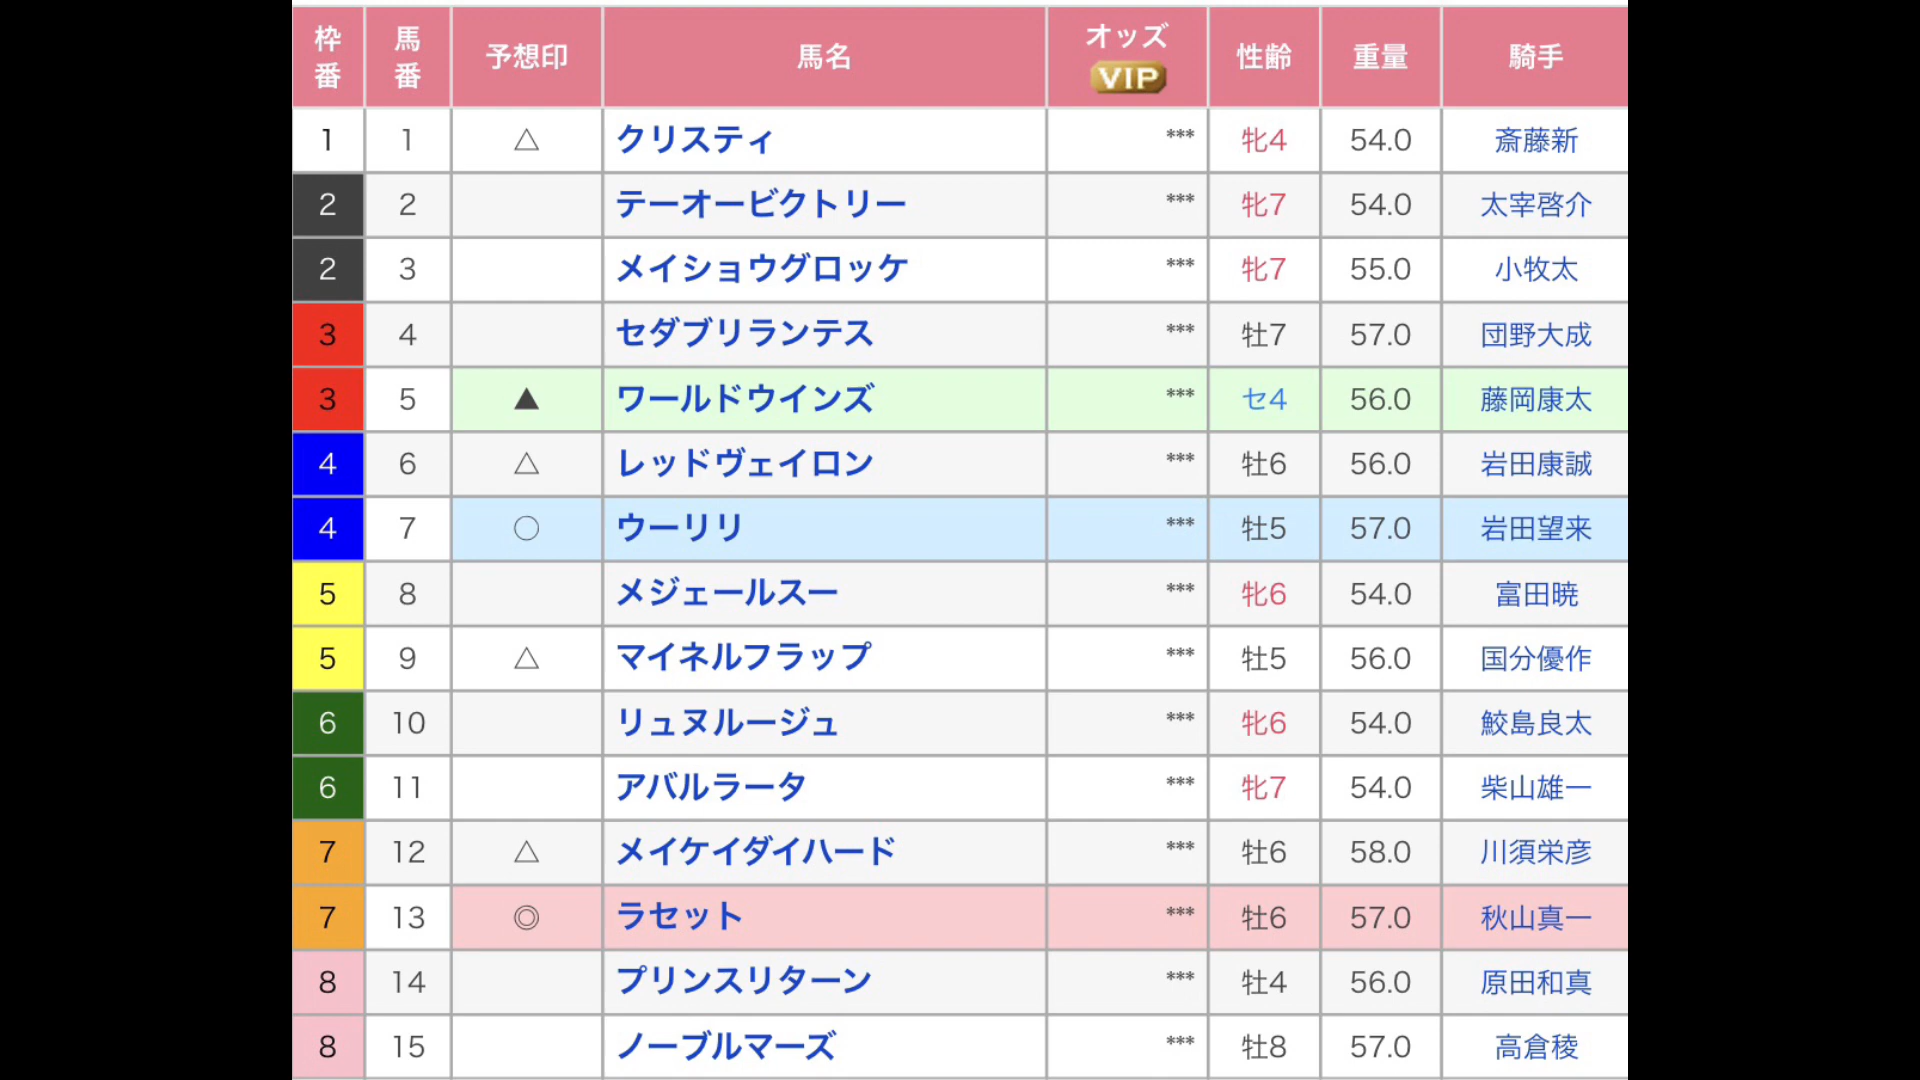 枠番 馬番 予想印 馬名 オッズ VIP 性齢 重量 騎手
1 1 △ クリスティ *** 牝4 54.0 斎藤新
2 2 テーオービクトリー *** 牝7 54.0 太宰啓介
2 3 メイショウグロッケ *** 牝7 55.0 小牧太
3 4 セダブリランテス *** 牡7 57.0 団野大成
3 5 ▲ ワールドウインズ *** セ4 56.0 藤岡康太
4 6 △ レッドヴェイロン *** 牡6 56.0 岩田康誠
4 7 ○ ウーリリ *** 牡5 57.0 岩田望来
5 8 メジェールスー *** 牝6 54.0 富田暁
5 9 △ マイネルフラップ *** 牡5 56.0 国分優作
6 10 リュヌルージュ *** 牝6 54.0 鮫島良太
6 11 アバルラータ *** 牝7 54.0 柴山雄一
7 12 △ メイケイダイハード *** 牡6 58.0 川須栄彦
7 13 ◎ ラセット *** 牡6 57.0 秋山真一
8 14 プリンスリターン *** 牡4 56.0 原田和真
8 15 ノーブルマーズ *** 牡8 57.0 高倉稜